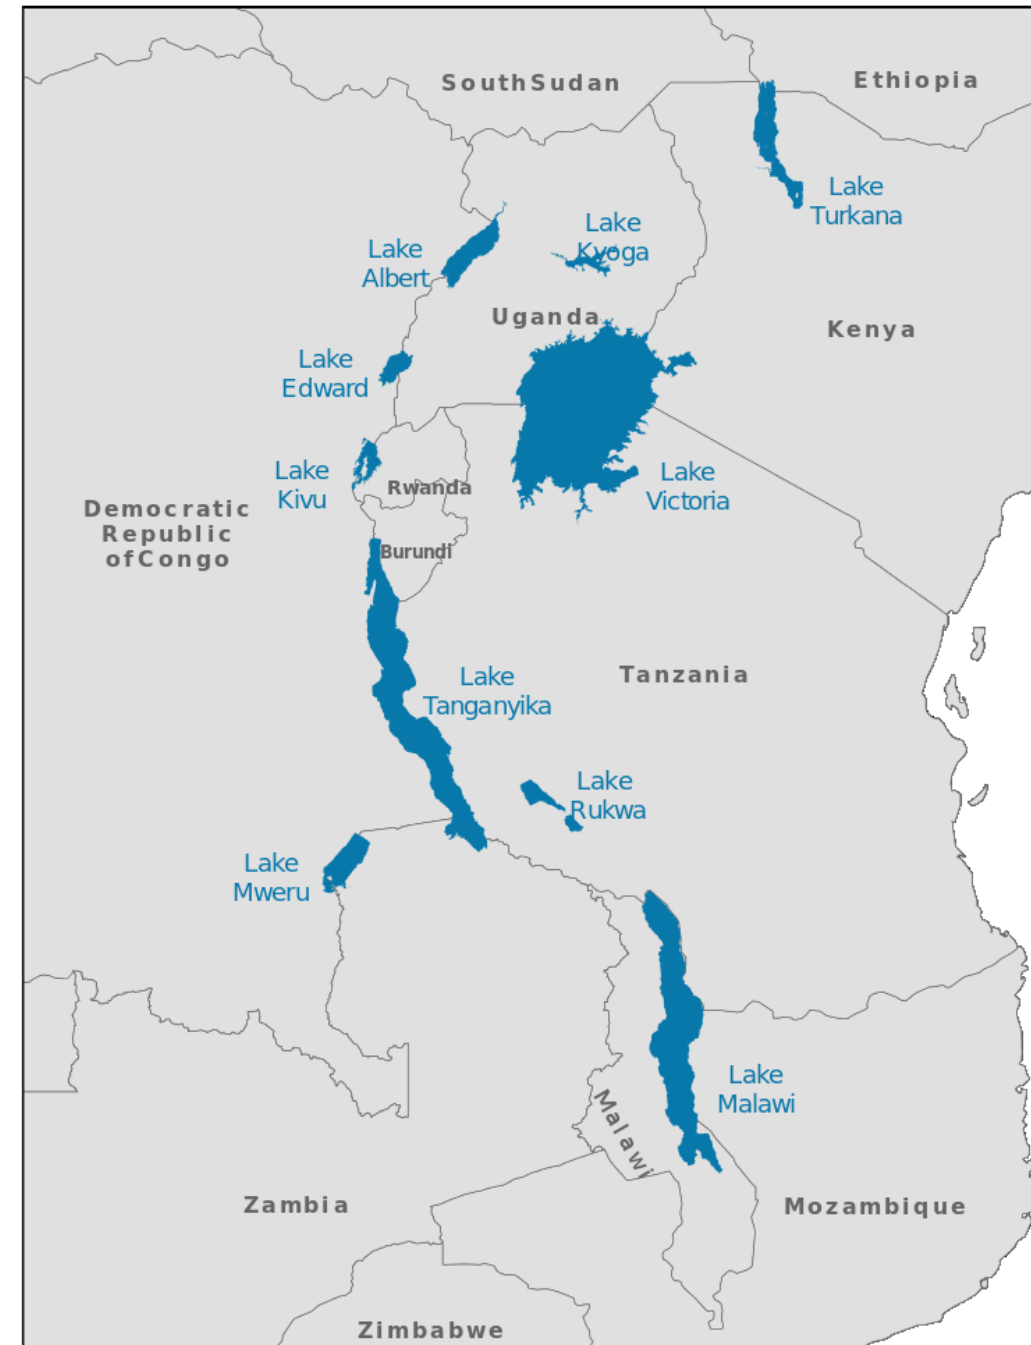 SouthSudan
Ethiopia
Lake
Turkana
Lake
Kyoga
Lake
Albert
Uganda
Kenya
Lake
Edward
Lake
Kivu
Rwanda
Lake
Victoria
Democratic
Republic
ofCongo
Burundi
Lake
Tanganyika
Tanzania
Lake
Rukwa
Lake
Mweru
Lake
Malawi
Malawi
Zambia
Mozambique
Zimbabwe